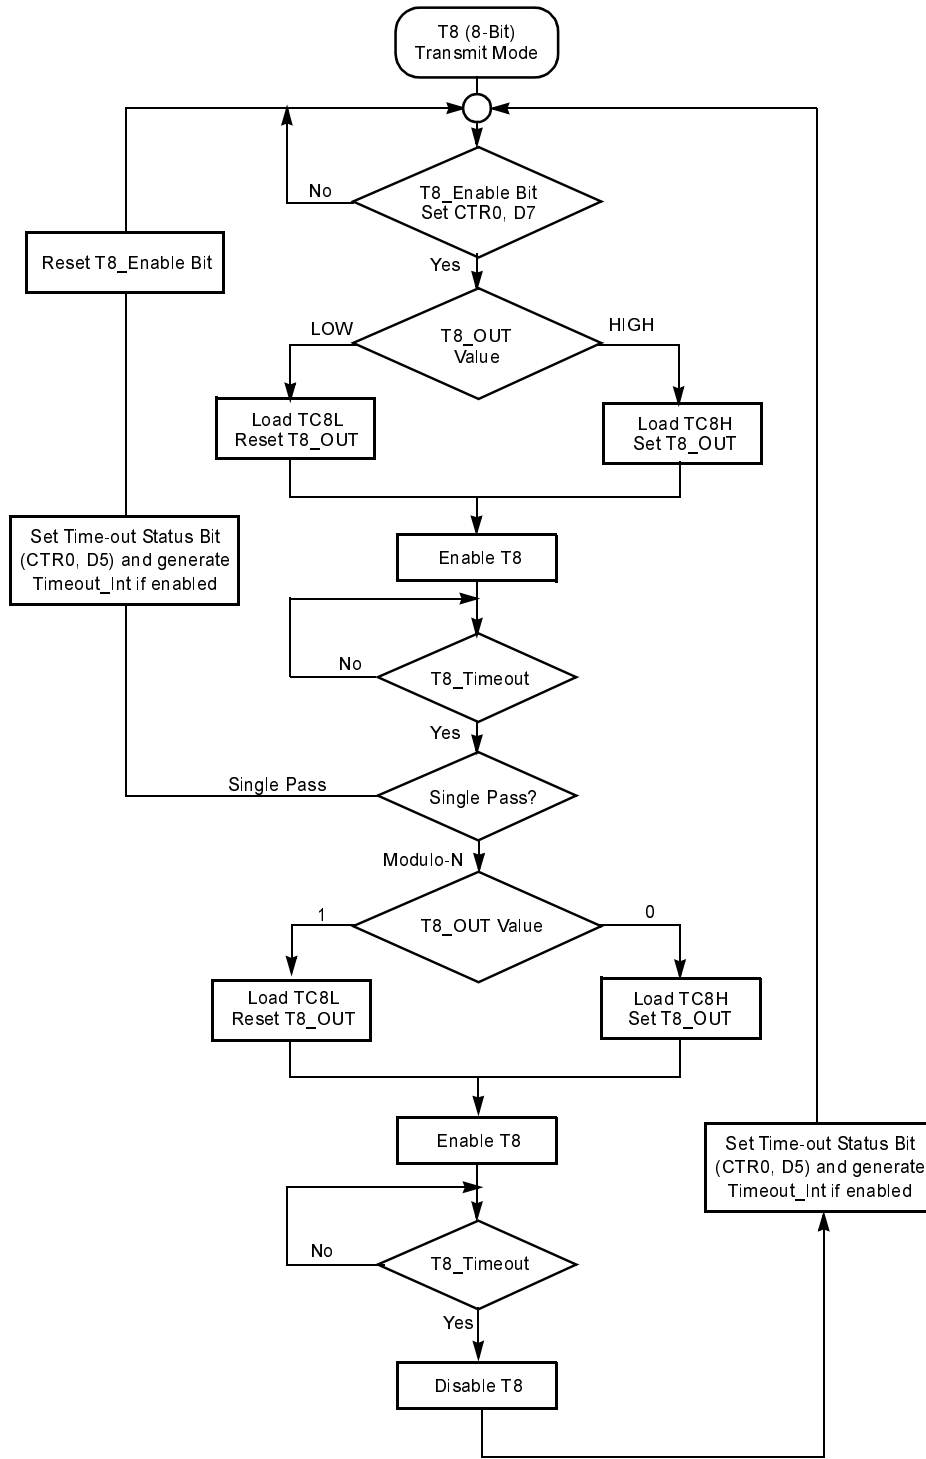 T8 (8-Bit)
Transmit Mode
No
T8_Enable Bit
Set CTR0, D7
Reset T8_Enable Bit
Yes
LOW
T8_OUT
Value
HIGH
Load TC8L
Reset T8_OUT
Load TC8H
Set T8_OUT
Set Time-out Status Bit
(CTR0, D5) and generate
Timeout_Int if enabled
Enable T8
No
T8_Timeout
Yes
Single Pass
Single Pass?
Modulo-N
1
T8_OUT Value
0
Load TC8L
Reset T8_OUT
Load TC8H
Set T8_OUT
Enable T8
Set Time-out Status Bit
(CTR0, D5) and generate
Timeout_Int if enabled
No
T8_Timeout
Yes
Disable T8